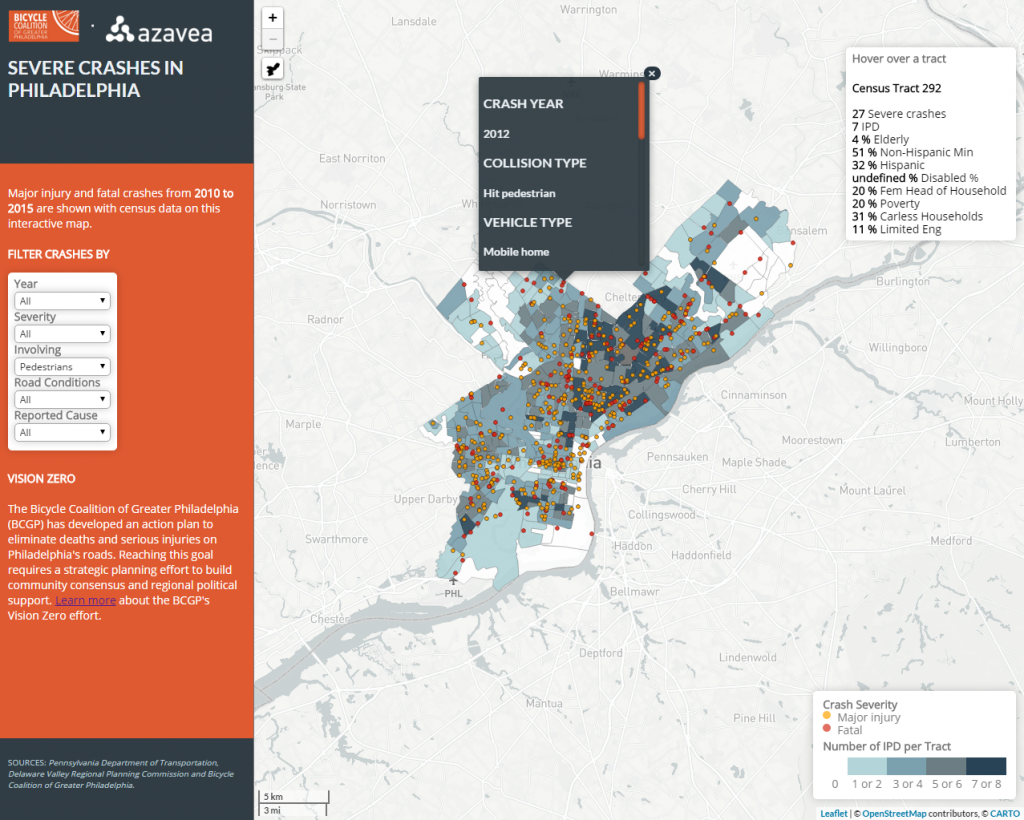 BICYCLE
COALITION
OF GREATER
PHILADELPHIA
azavea
SEVERE CRASHES IN
PHILADELPHIA
Major injury and fatal crashes from 2010 to
2015 are shown with census data on this
interactive map.
FILTER CRASHES BY
Year
All
Severity
All
Involving
Pedestrians
Road Conditions
All
Reported Cause
All
VISION ZERO
The Bicycle Coalition of Greater Philadelphia
(BCGP) has developed an action plan to
eliminate deaths and serious injuries on
Philadelphia's roads. Reaching this goal
requires a strategic planning effort to build
community consensus and regional political
support. Learn more about the BCGP's
Vision Zero effort.
SOURCES: Pennsylvania Department of Transportation,
Delaware Valley Regional Planning Commission and Bicycle
Coalition of Greater Philadelphia.
+
−
Warrington
Lansdale
Skippack
ansburg State
Park
Warmins
East Norriton
Norristown
Wh
CRASH YEAR
2012
COLLISION TYPE
Hit pedestrian
VEHICLE TYPE
Mobile home
×
Hover over a tract
Census Tract 292
27 Severe crashes
7 IPD
4 % Elderly
51 % Non-Hispanic Min
32 % Hispanic
undefined % Disabled %
20 % Fem Head of Household
20 % Poverty
31 % Carless Households
11 % Limited Eng
nsalem
Burlington
Chelte
Radnor
Willingboro
Cinnaminson
Mount Holly
Marple
Moorestown
Lumberton
Pennsauken
Maple Shade
ia
ence
Cherry Hill
Mount Laurel
Upper Darby
Collingswood
Swarthmore
Haddon
Haddonfield
Medford
PHL
Bellmawr
Chester
Deptford
Lindenwold
Mantua
Pine Hill
Crash Severity
Major injury
Fatal
Number of IPD per Tract
0 1 or 2 3 or 4 5 or 6 7 or 8
5 km
3 mi
Leaflet | © OpenStreetMap contributors, © CARTO